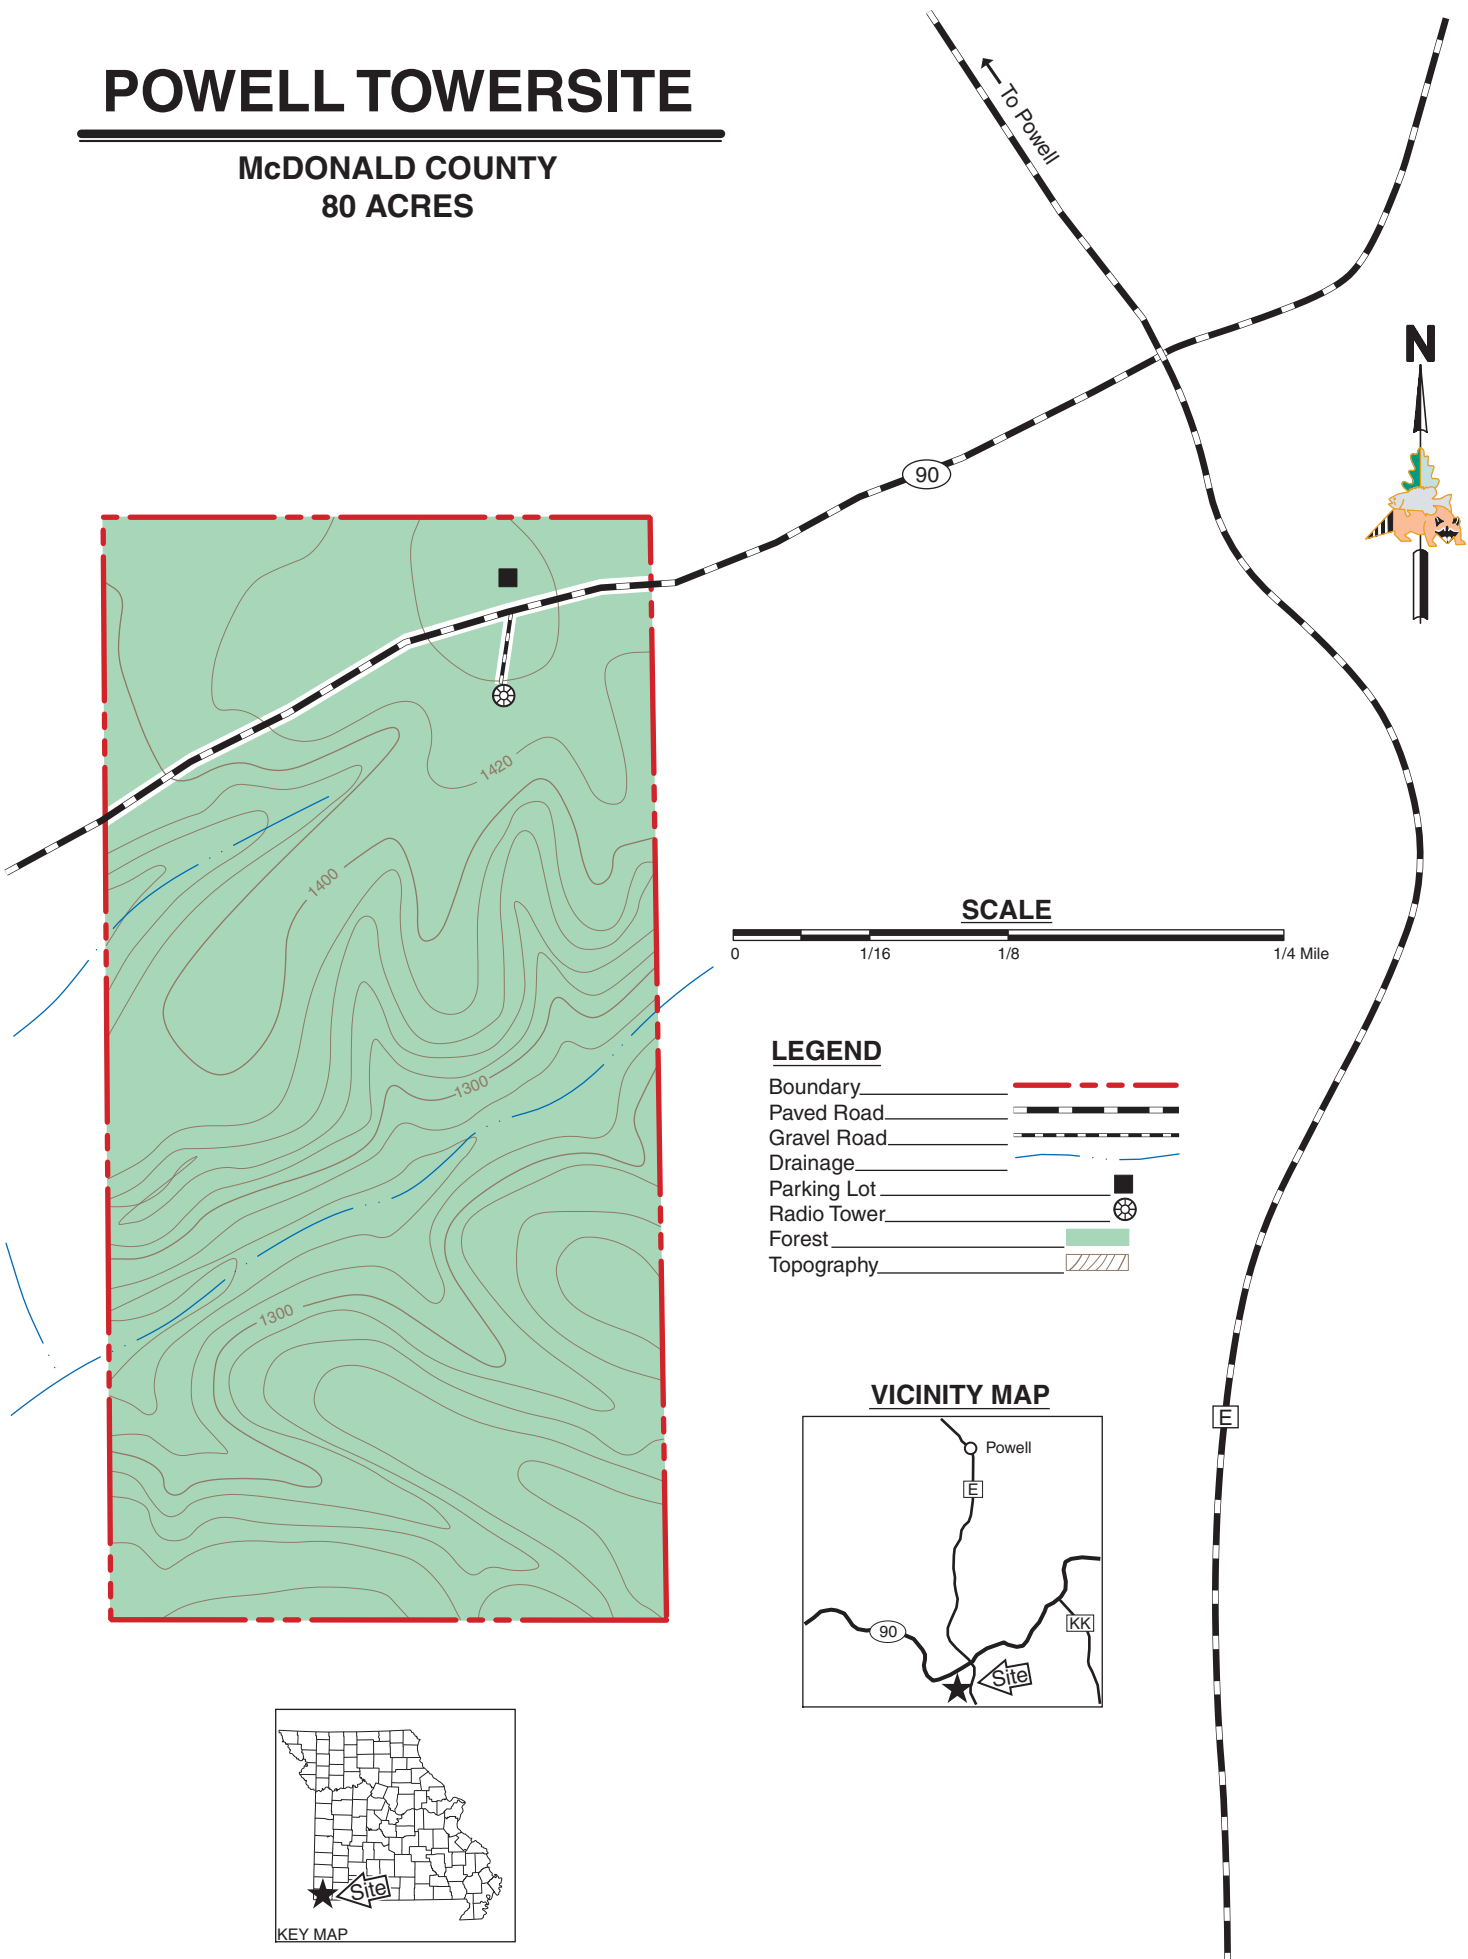 POWELL TOWERSITE
McDONALD COUNTY
80 ACRES
To Powell
N
90
1420
1400
SCALE
0 1/16 1/8 1/4 Mile
1300
LEGEND
Boundary
Paved Road
Gravel Road
Drainage
Parking Lot
Radio Tower
Forest
Topography
1300
E
VICINITY MAP
Powell
E
90
KK
Site
Site
KEY MAP